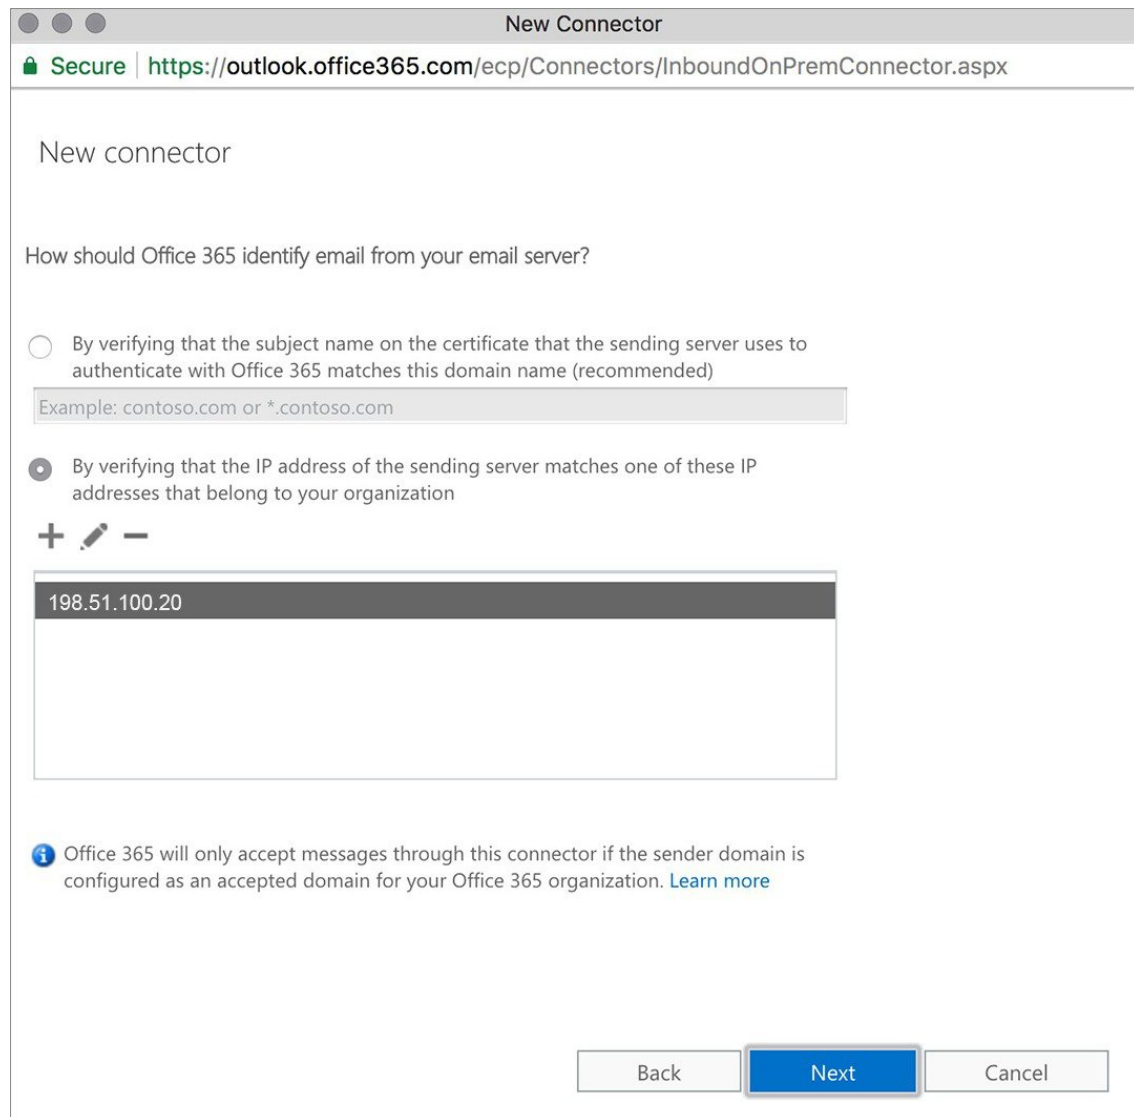 New Connector
Secure https://outlook.office365.com/ecp/Connectors/InboundOnPremConnector.aspx
New connector
How should Office 365 identify email from your email server?
By verifying that the subject name on the certificate that the sending server uses to
authenticate with Office 365 matches this domain name (recommended)
Example: contoso.com or *.contoso.com
By verifying that the IP address of the sending server matches one of these IP
addresses that belong to your organization
198.51.100.20
Office 365 will only accept messages through this connector if the sender domain is
configured as an accepted domain for your Office 365 organization. Learn more
Back Next Cancel